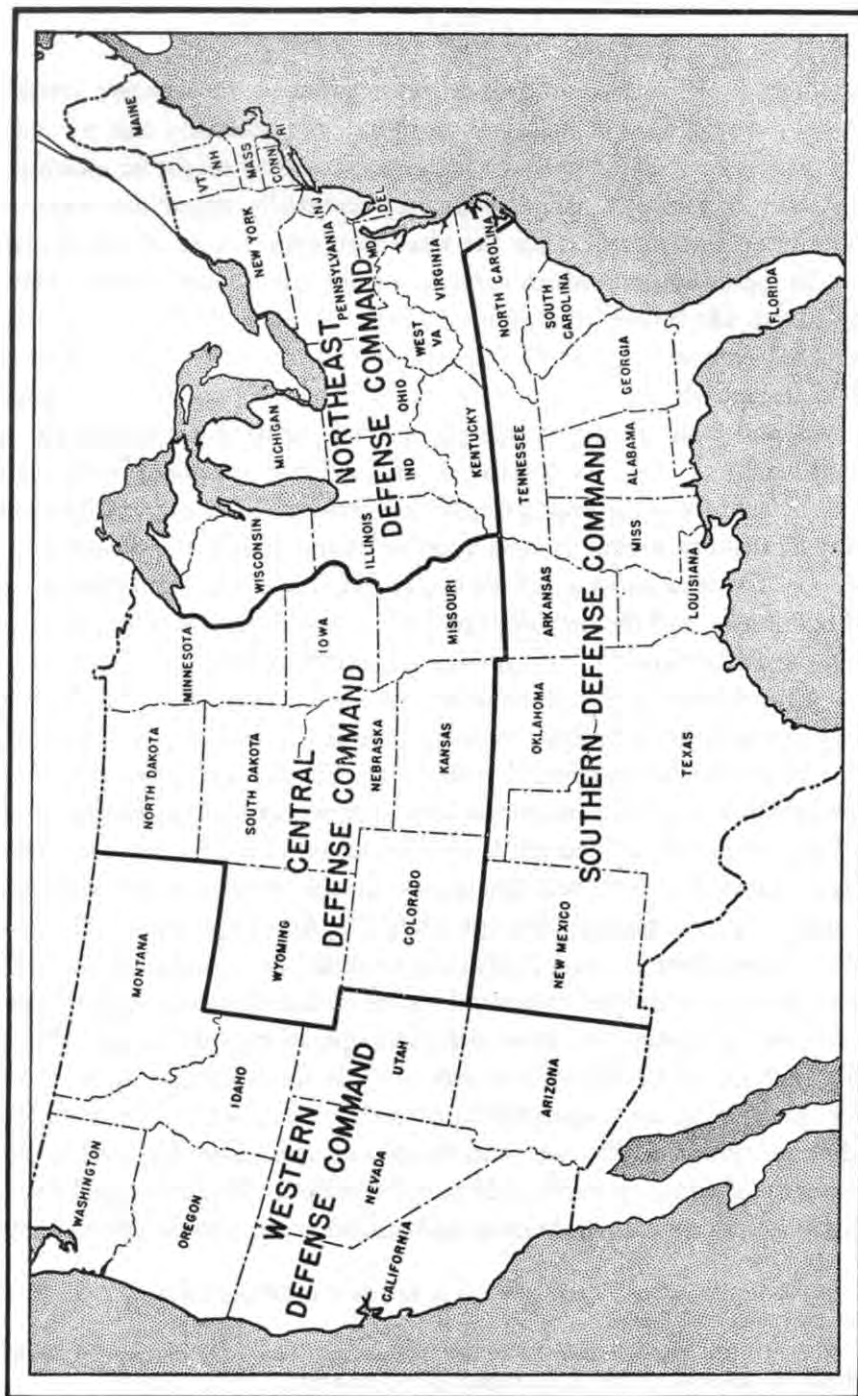 WESTERN
DEFENSE COMMAND
WASHINGTON
OREGON
CALIFORNIA
NEVADA
IDAHO
UTAH
ARIZONA
MONTANA
CENTRAL
DEFENSE COMMAND
WYOMING
COLORADO
NORTH DAKOTA
SOUTH DAKOTA
NEBRASKA
KANSAS
MINNESOTA
IOWA
MISSOURI
SOUTHERN DEFENSE COMMAND
NEW MEXICO
TEXAS
OKLAHOMA
ARKANSAS
LOUISIANA
MISS
ALABAMA
TENNESSEE
GEORGIA
FLORIDA
SOUTH
CAROLINA
NORTH CAROLINA
NORTHEAST
DEFENSE COMMAND
WISCONSIN
ILLINOIS
MICHIGAN
IND
OHIO
KENTUCKY
WEST
VA
VIRGINIA
PENNSYLVANIA
MD
DEL
NJ
NEW YORK
VT
NH
MASS
CONN
RI
MAINE